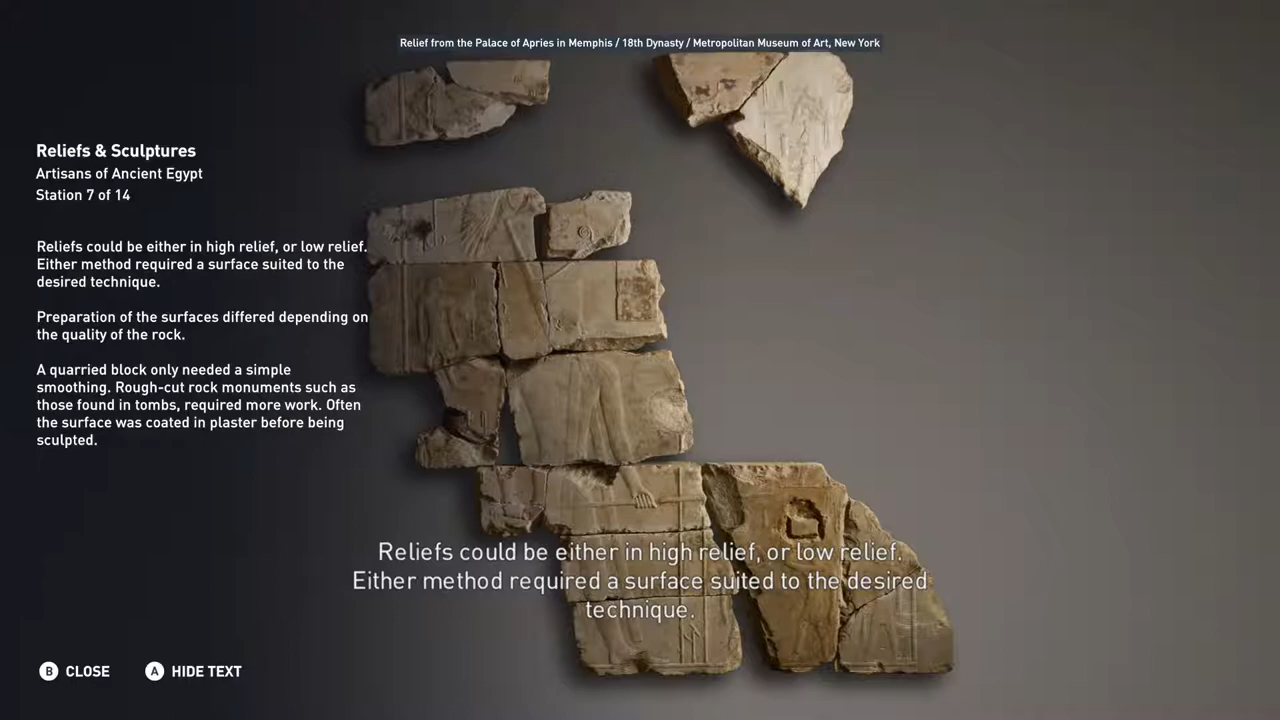 Relief from the Palace of Apries in Memphis / 18th Dynasty / Metropolitan Museum of Art, New York
Reliefs & Sculptures
Artisans of Ancient Egypt
Station 7 of 14
Reliefs could be either in high relief, or low relief.
Either method required a surface suited to the
desired technique.
Preparation of the surfaces differed depending on
the quality of the rock.
A quarried block only needed a simple
smoothing. Rough-cut rock monuments such as
those found in tombs, required more work. Often
the surface was coated in plaster before being
sculpted.
Reliefs could be either in high relief, or low relief.
Either method required a surface suited to the desired
technique.
B CLOSE A HIDE TEXT